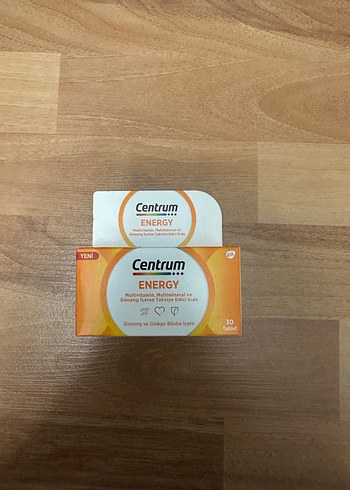 Centrum
ENERGY
Multivitamin, Multimineral ve
Ginseng İçeren Takviye Edici Gıda
YENİ
gsk
Centrum
ENERGY
Multivitamin, Multimineral ve
Ginseng İçeren Takviye Edici Gıda
Ginseng ve Ginkgo Biloba İçerir
30
Tablet